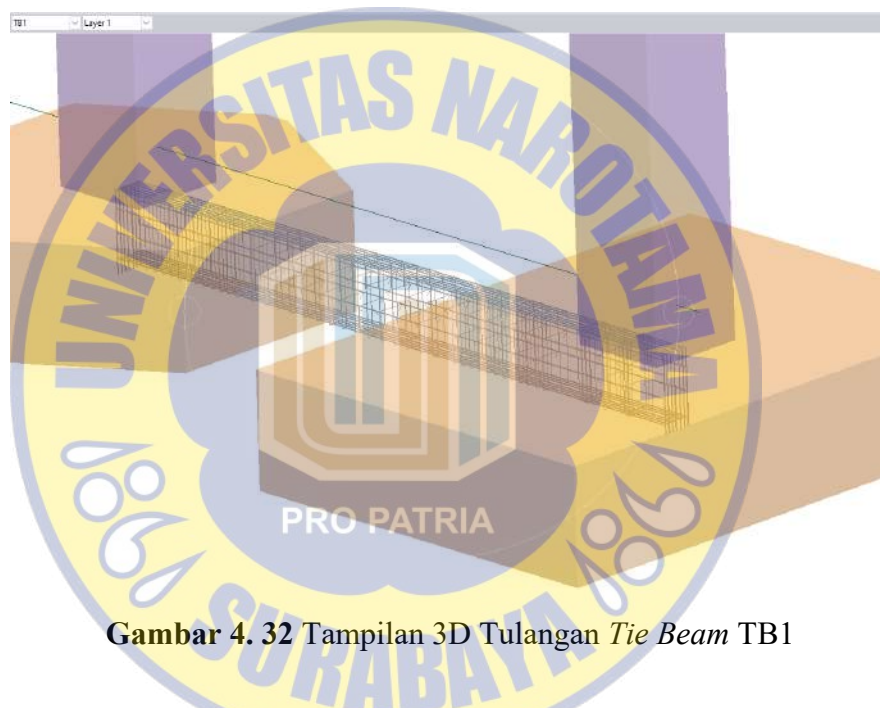 TB1 Layer 1
UNIVERSITAS NAROTAMA
PRO PATRIA
Gambar 4. 32 Tampilan 3D Tulangan Tie Beam TB1
SURABAYA